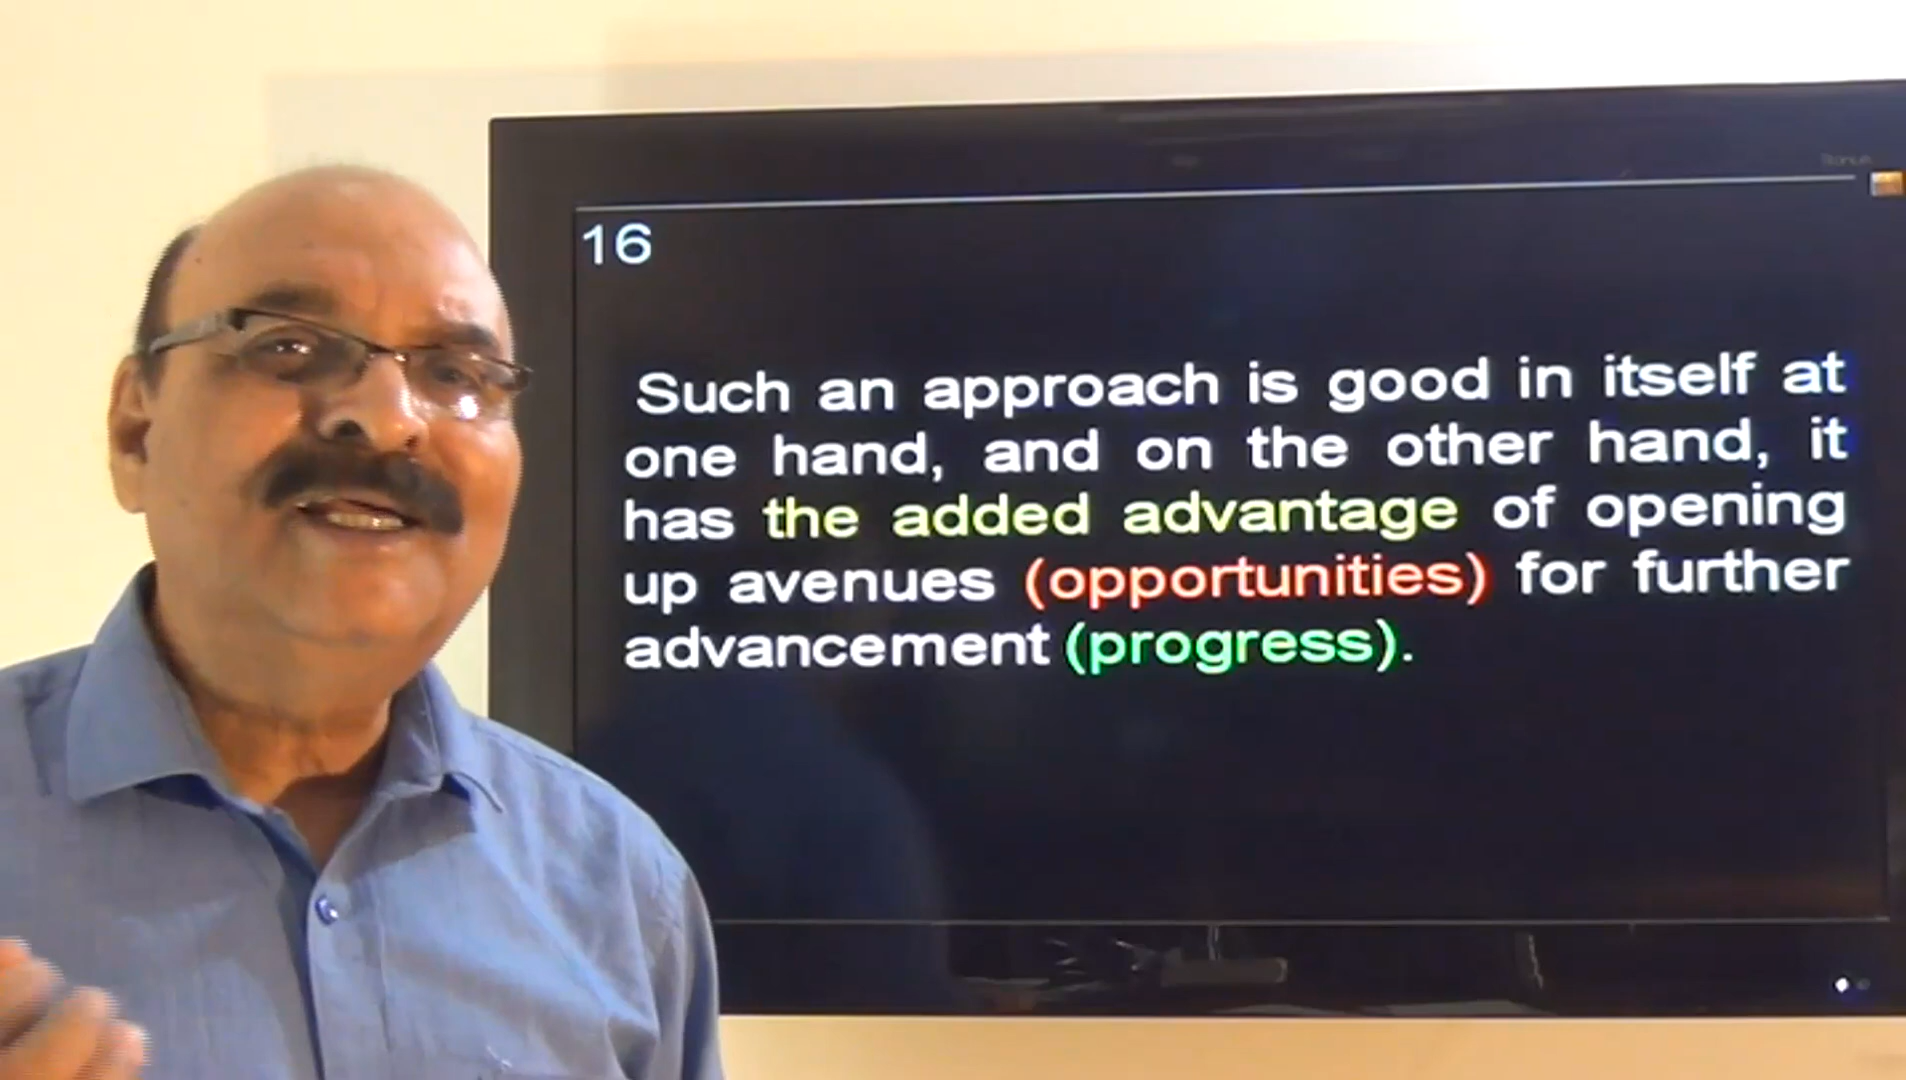 16
Such an approach is good in itself at
one hand, and on the other hand, it
has the added advantage of opening
up avenues (opportunities) for further
advancement (progress).